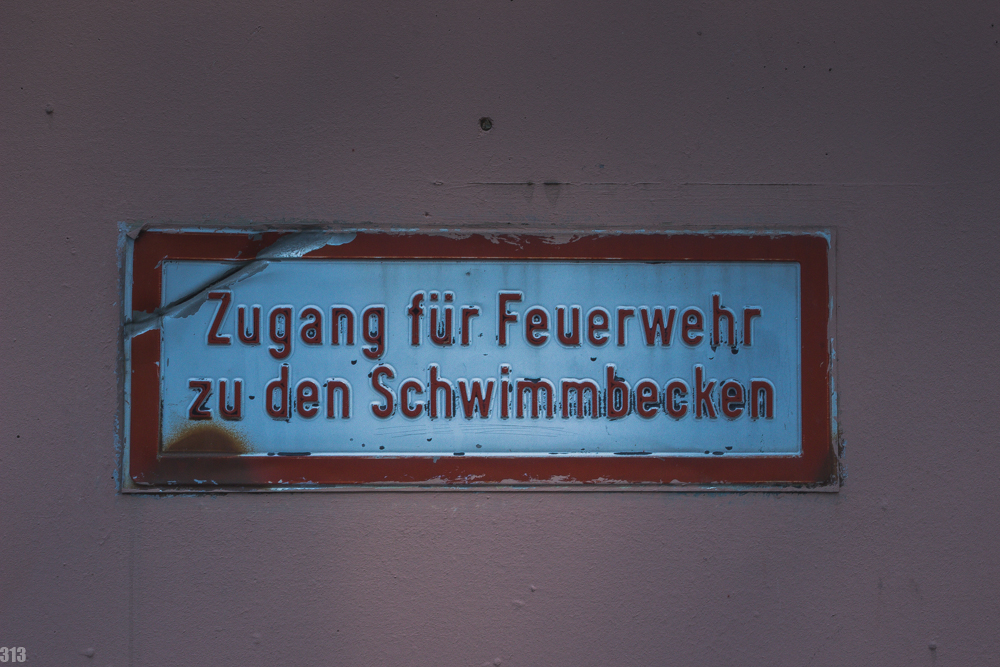 Zugang für Feuerwehr
zu den Schwimmbecken
313